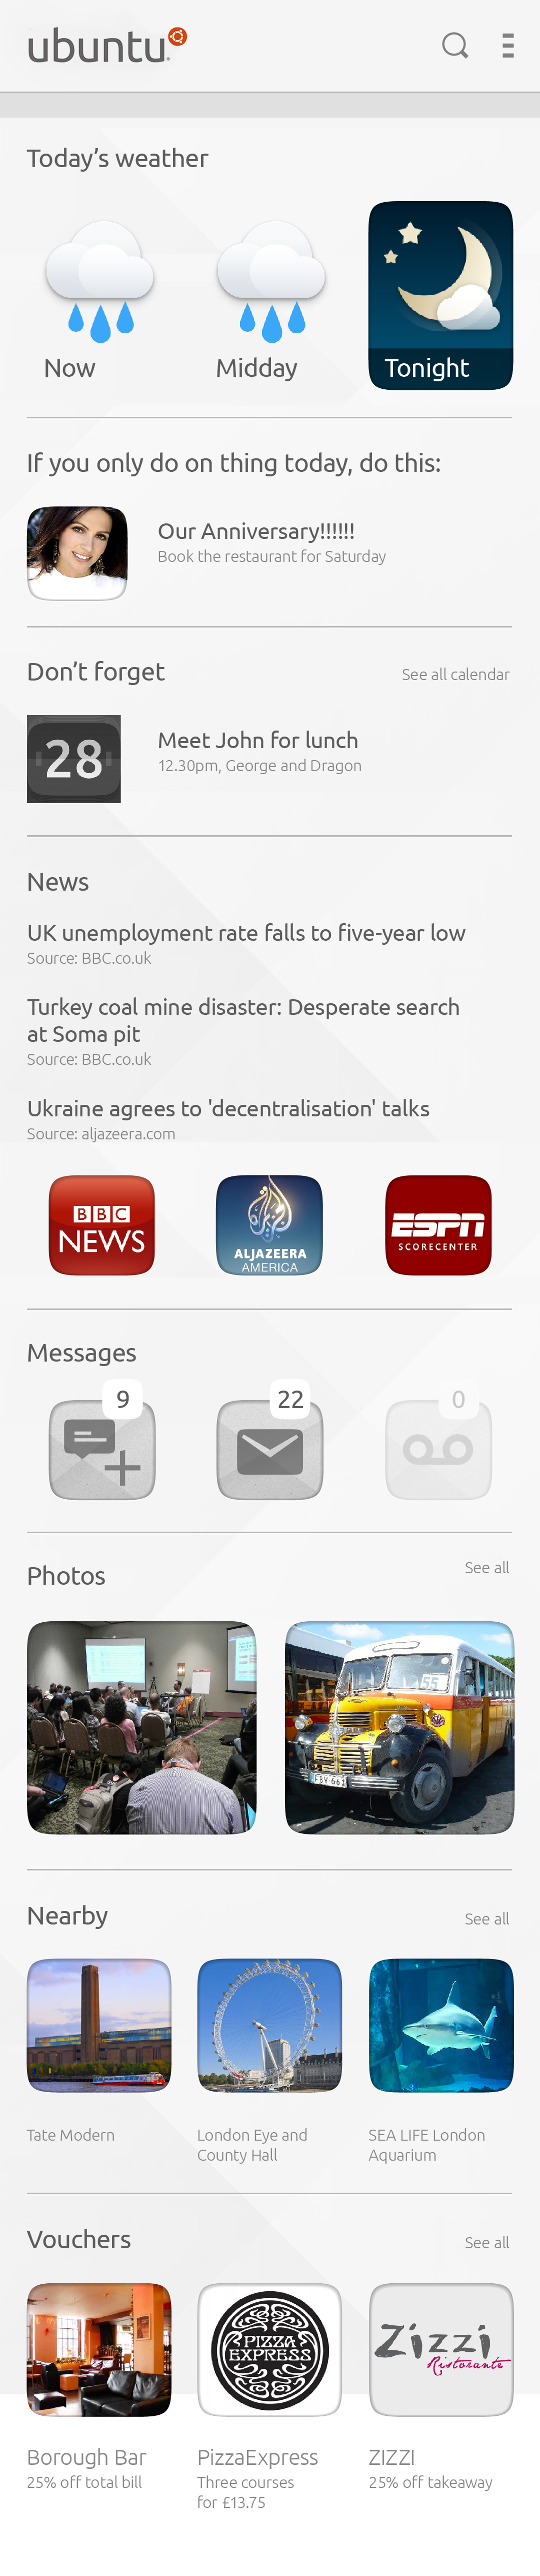 ubuntu
Today’s weather
Now
Midday
Tonight
If you only do on thing today, do this:
Our Anniversary!!!!!!
Book the restaurant for Saturday
Don’t forget
See all calendar
28
Meet John for lunch
12.30pm, George and Dragon
News
UK unemployment rate falls to five-year low
Source: BBC.co.uk
Turkey coal mine disaster: Desperate search
at Soma pit
Source: BBC.co.uk
Ukraine agrees to 'decentralisation' talks
Source: aljazeera.com
BBC
NEWS
ALJAZEERA
AMERICA
ESPN
SCORECENTER
Messages
9
22
0
Photos
See all
55
FBV 661
Nearby
See all
Tate Modern
London Eye and
County Hall
SEA LIFE London
Aquarium
Vouchers
See all
PIZZA
EXPRESS
Zizzi
Ristorante
Borough Bar
25% off total bill
PizzaExpress
Three courses
for £13.75
ZIZZI
25% off takeaway